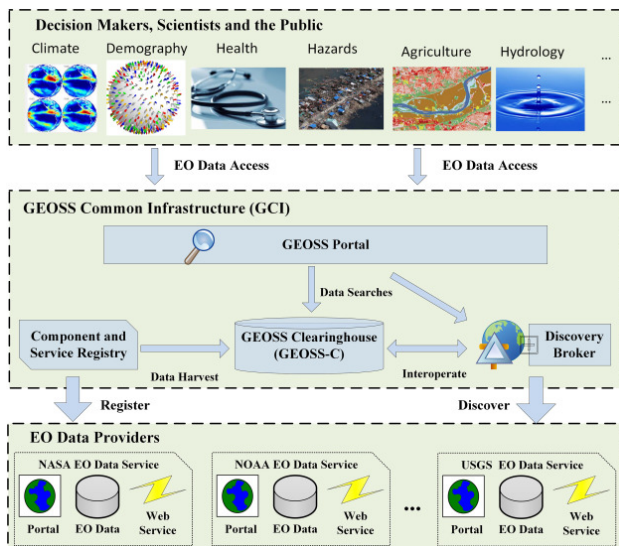 Decision Makers, Scientists and the Public
Climate Demography Health Hazards Agriculture Hydrology ...
...
EO Data Access EO Data Access
GEOSS Common Infrastructure (GCI)
GEOSS Portal
Data Searches
Component and
Service Registry
GEOSS Clearinghouse
(GEOSS-C)
Discovery
Broker
Data Harvest
Interoperate
Register Discover
EO Data Providers
NASA EO Data Service NOAA EO Data Service USGS EO Data Service
...
Portal EO Data Web
Service
Portal EO Data Web
Service
Portal EO Data Web
Service